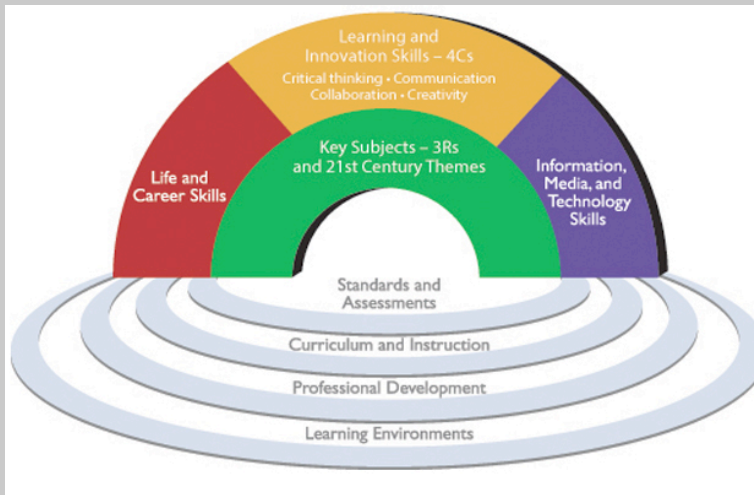 Learning and
Innovation Skills – 4Cs
Critical thinking • Communication
Collaboration • Creativity
Key Subjects – 3Rs
and 21st Century Themes
Life and
Career Skills
Information,
Media, and
Technology
Skills
Standards and
Assessments
Curriculum and Instruction
Professional Development
Learning Environments